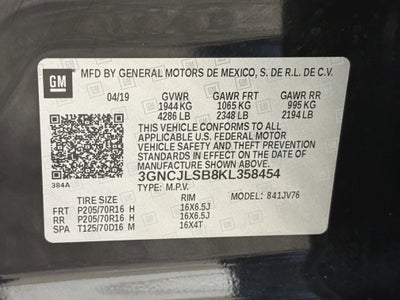 GM
MFD BY GENERAL MOTORS DE MEXICO, S. DE R.L. DE C.V.
04/19 GVWR GAWR FRT GAWR RR
1944 KG 1065 KG 995 KG
4286 LB 2348 LB 2194 LB
THIS VEHICLE CONFORMS TO ALL
APPLICABLE U.S. FEDERAL MOTOR
VEHICLE SAFETY AND THEFT PREVENTION
STANDARDS IN EFFECT ON THE DATE OF
MANUFACTURE SHOWN ABOVE.
3GNCJLSB8KL358454
384A
TYPE: M.P.V. 841JV76
TIRE SIZE RIM
FRT P205/70R16 H 16X6.5J
RR P205/70R16 H 16X6.5J
SPA T125/70D16 M 16X4T